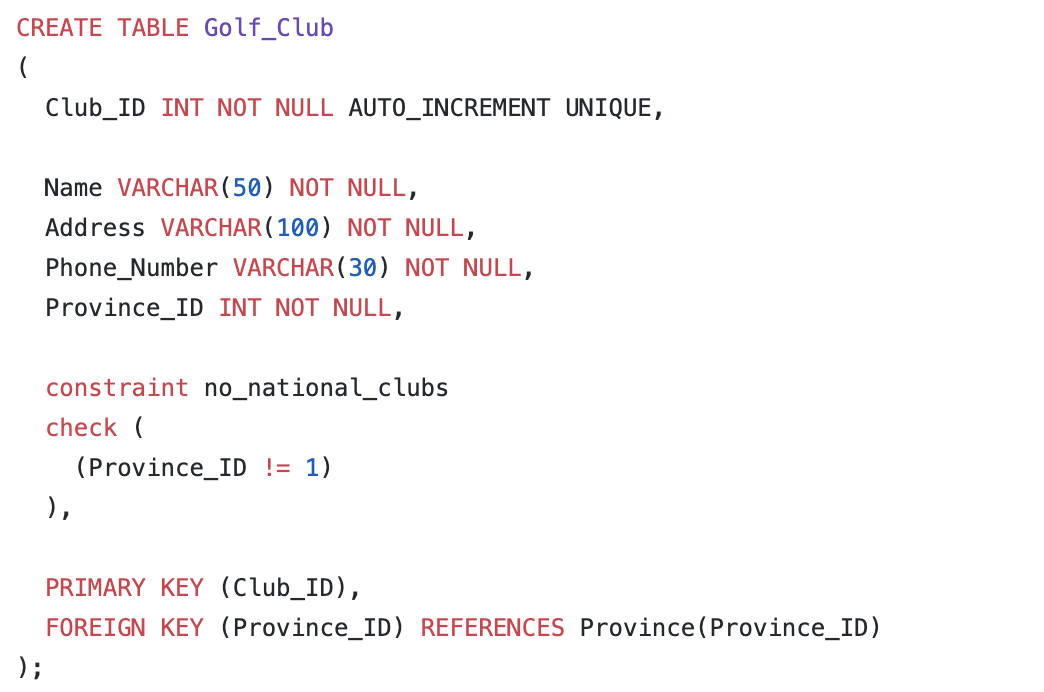 CREATE TABLE Golf_Club
(
Club_ID INT NOT NULL AUTO_INCREMENT UNIQUE,
Name VARCHAR(50) NOT NULL,
Address VARCHAR(100) NOT NULL,
Phone_Number VARCHAR(30) NOT NULL,
Province_ID INT NOT NULL,
constraint no_national_clubs
check (
(Province_ID != 1)
),
PRIMARY KEY (Club_ID),
FOREIGN KEY (Province_ID) REFERENCES Province(Province_ID)
);